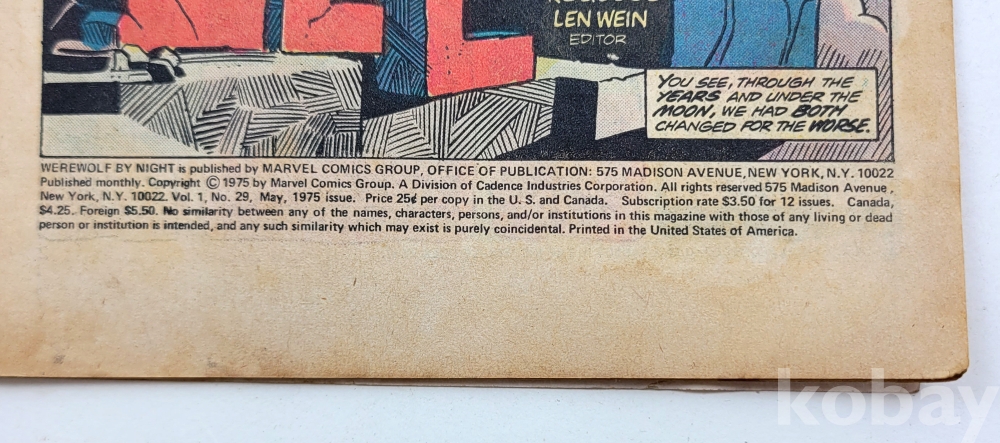 LEN WEIN
EDITOR
YOU SEE, THROUGH THE
YEARS AND UNDER THE
MOON, WE HAD BOTH
CHANGED FOR THE WORSE.
WEREWOLF BY NIGHT is published by MARVEL COMICS GROUP, OFFICE OF PUBLICATION: 575 MADISON AVENUE, NEW YORK, N.Y. 10022
Published monthly. Copyright © 1975 by Marvel Comics Group. A Division of Cadence Industries Corporation. All rights reserved 575 Madison Avenue,
New York, N.Y. 10022. Vol. 1, No. 29, May, 1975 issue. Price 25¢ per copy in the U. S. and Canada. Subscription rate $3.50 for 12 issues. Canada,
$4.25. Foreign $5.50. No similarity between any of the names, characters, persons, and/or institutions in this magazine with those of any living or dead
person or institution is intended, and any such similarity which may exist is purely coincidental. Printed in the United States of America.
kobay